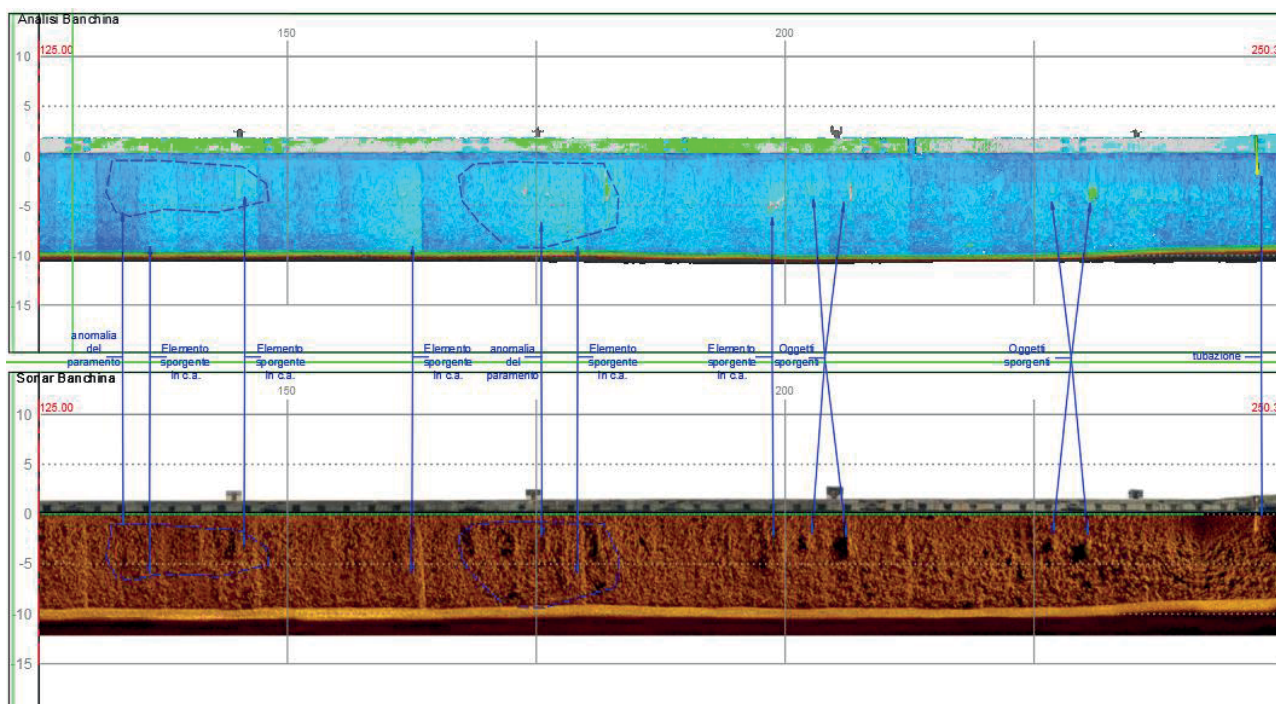 Analisi Banchina
150
200
10
125.00
250.3
5
0
-5
-10
-15
anomalia
del
paramento
Elemento
sporgente
in c.a.
Elemento
sporgente
in c.a.
Elemento
sporgente
in c.a.
anomalia
del
paramento
Elemento
sporgente
in c.a.
Elemento
sporgente
in c.a.
Oggetti
sporgenti
Oggetti
sporgenti
tubazione
Sonar Banchina
150
200
10
125.00
250.3
5
0
-5
-10
-15